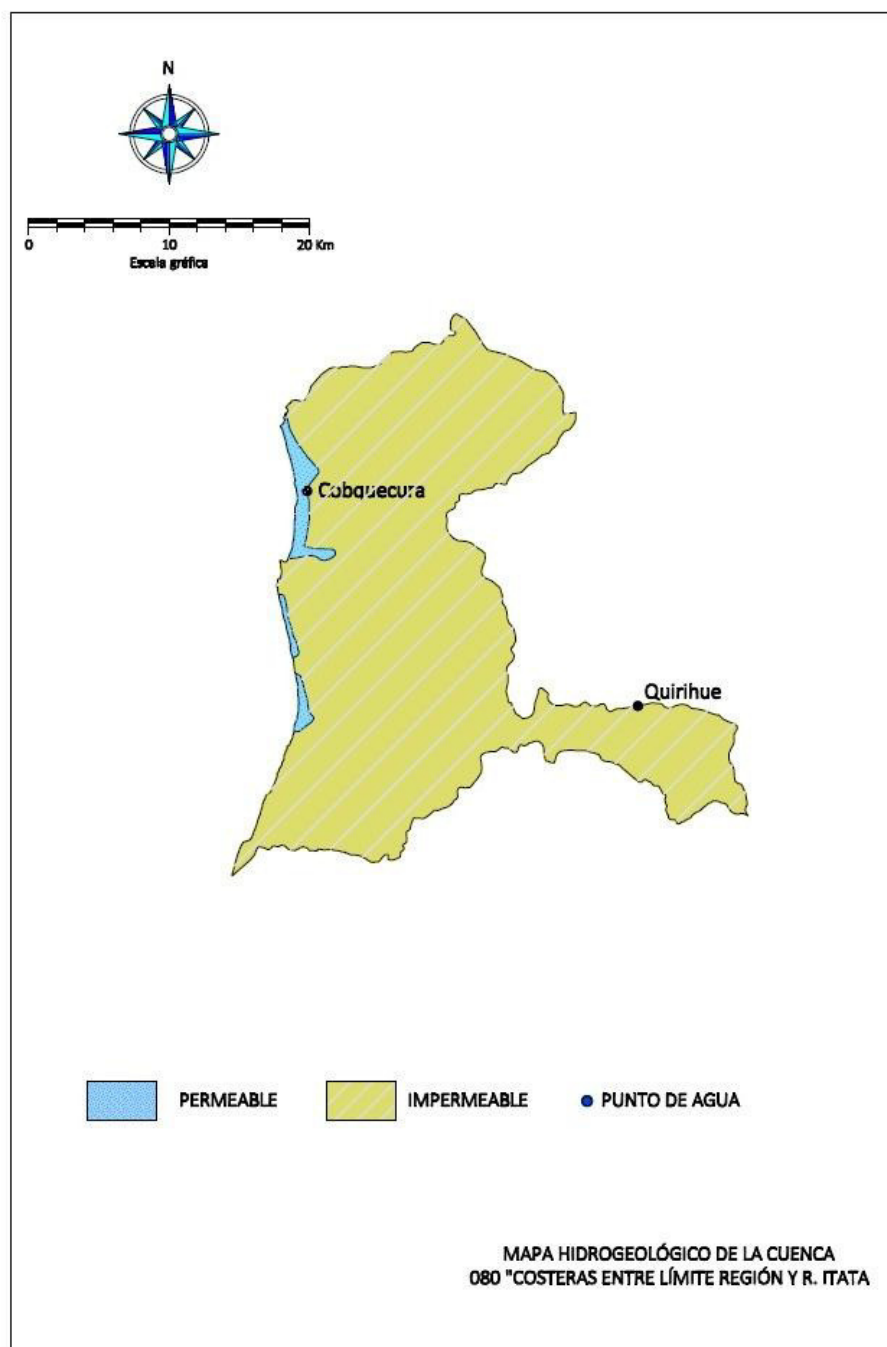 N
0 10 20 Km
Escala gráfica
Cobquecura
Quirihue
PERMEABLE IMPERMEABLE PUNTO DE AGUA
MAPA HIDROGEOLÓGICO DE LA CUENCA
080 "COSTERAS ENTRE LÍMITE REGIÓN Y R. ITATA